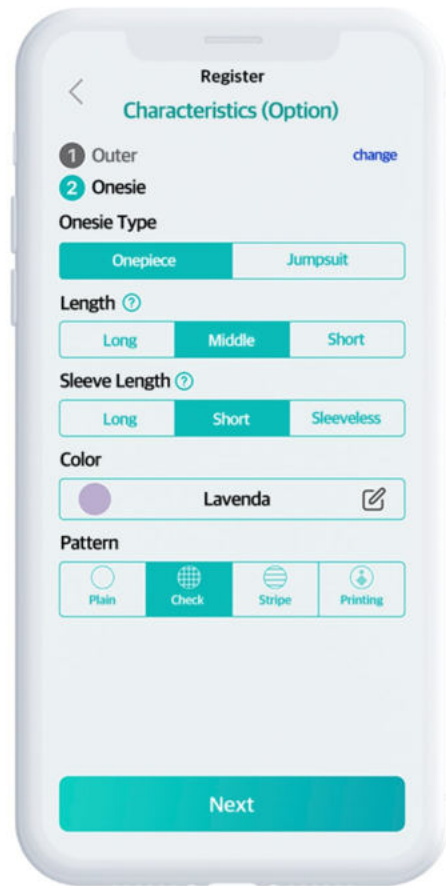 Register
Characteristics (Option)
1 Outer change
2 Onesie
Onesie Type
Onepiece Jumpsuit
Length ?
Long Middle Short
Sleeve Length ?
Long Short Sleeveless
Color
Lavenda
Pattern
Plain Check Stripe Printing
Next